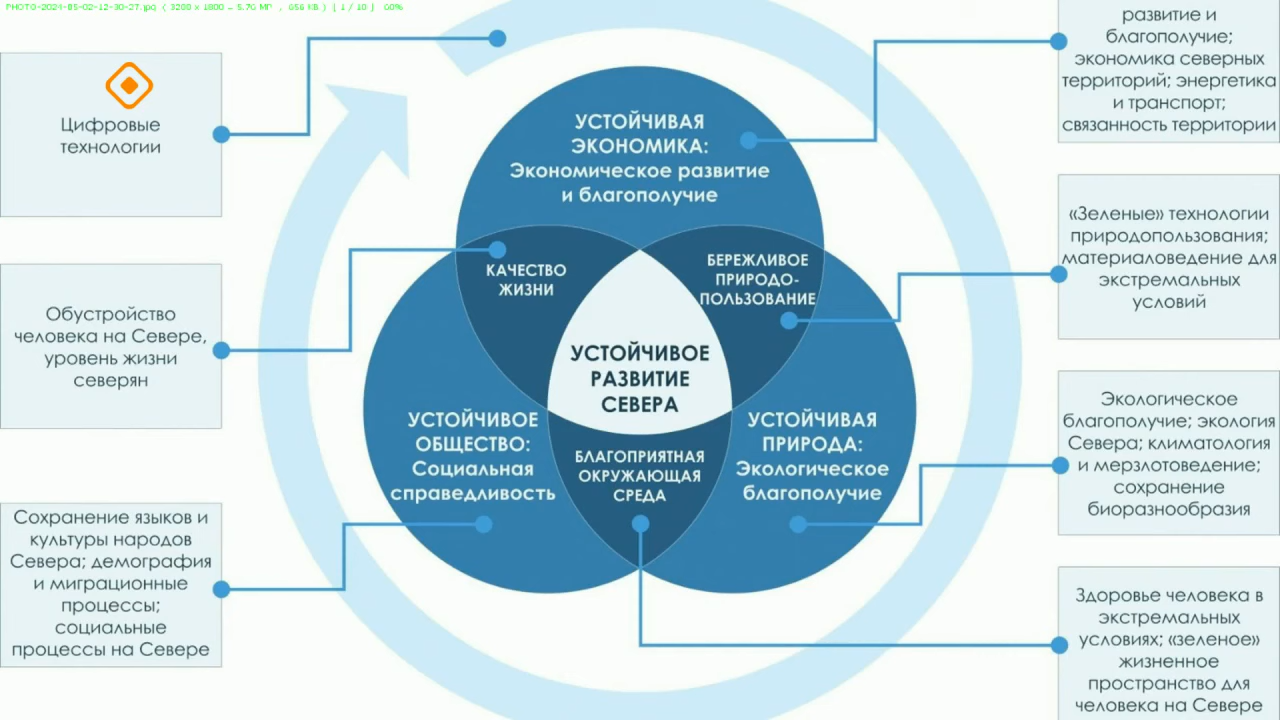 PHOTO-2024-05-02-12-30-27.jpg ( 3200 x 1800 = 5.76 МП , 656 KB ) [ 1 / 10 ] 60%
Цифровые
технологии
Обустройство
человека на Севере,
уровень жизни
северян
Сохранение языков и
культуры народов
Севера; демография
и миграционные
процессы;
социальные
процессы на Севере
УСТОЙЧИВАЯ
ЭКОНОМИКА:
Экономическое развитие
и благополучие
КАЧЕСТВО
ЖИЗНИ
БЕРЕЖЛИВОЕ
ПРИРОДО-
ПОЛЬЗОВАНИЕ
УСТОЙЧИВОЕ
РАЗВИТИЕ
СЕВЕРА
УСТОЙЧИВОЕ
ОБЩЕСТВО:
Социальная
справедливость
БЛАГОПРИЯТНАЯ
ОКРУЖАЮЩАЯ
СРЕДА
УСТОЙЧИВАЯ
ПРИРОДА:
Экологическое
благополучие
развитие и
благополучие;
экономика северных
территорий; энергетика
и транспорт;
связанность территории
«Зеленые» технологии
природопользования;
материаловедение для
экстремальных
условий
Экологическое
благополучие; экология
Севера; климатология
и мерзлотоведение;
сохранение
биоразнообразия
Здоровье человека в
экстремальных
условиях; «зеленое»
жизненное
пространство для
человека на Севере